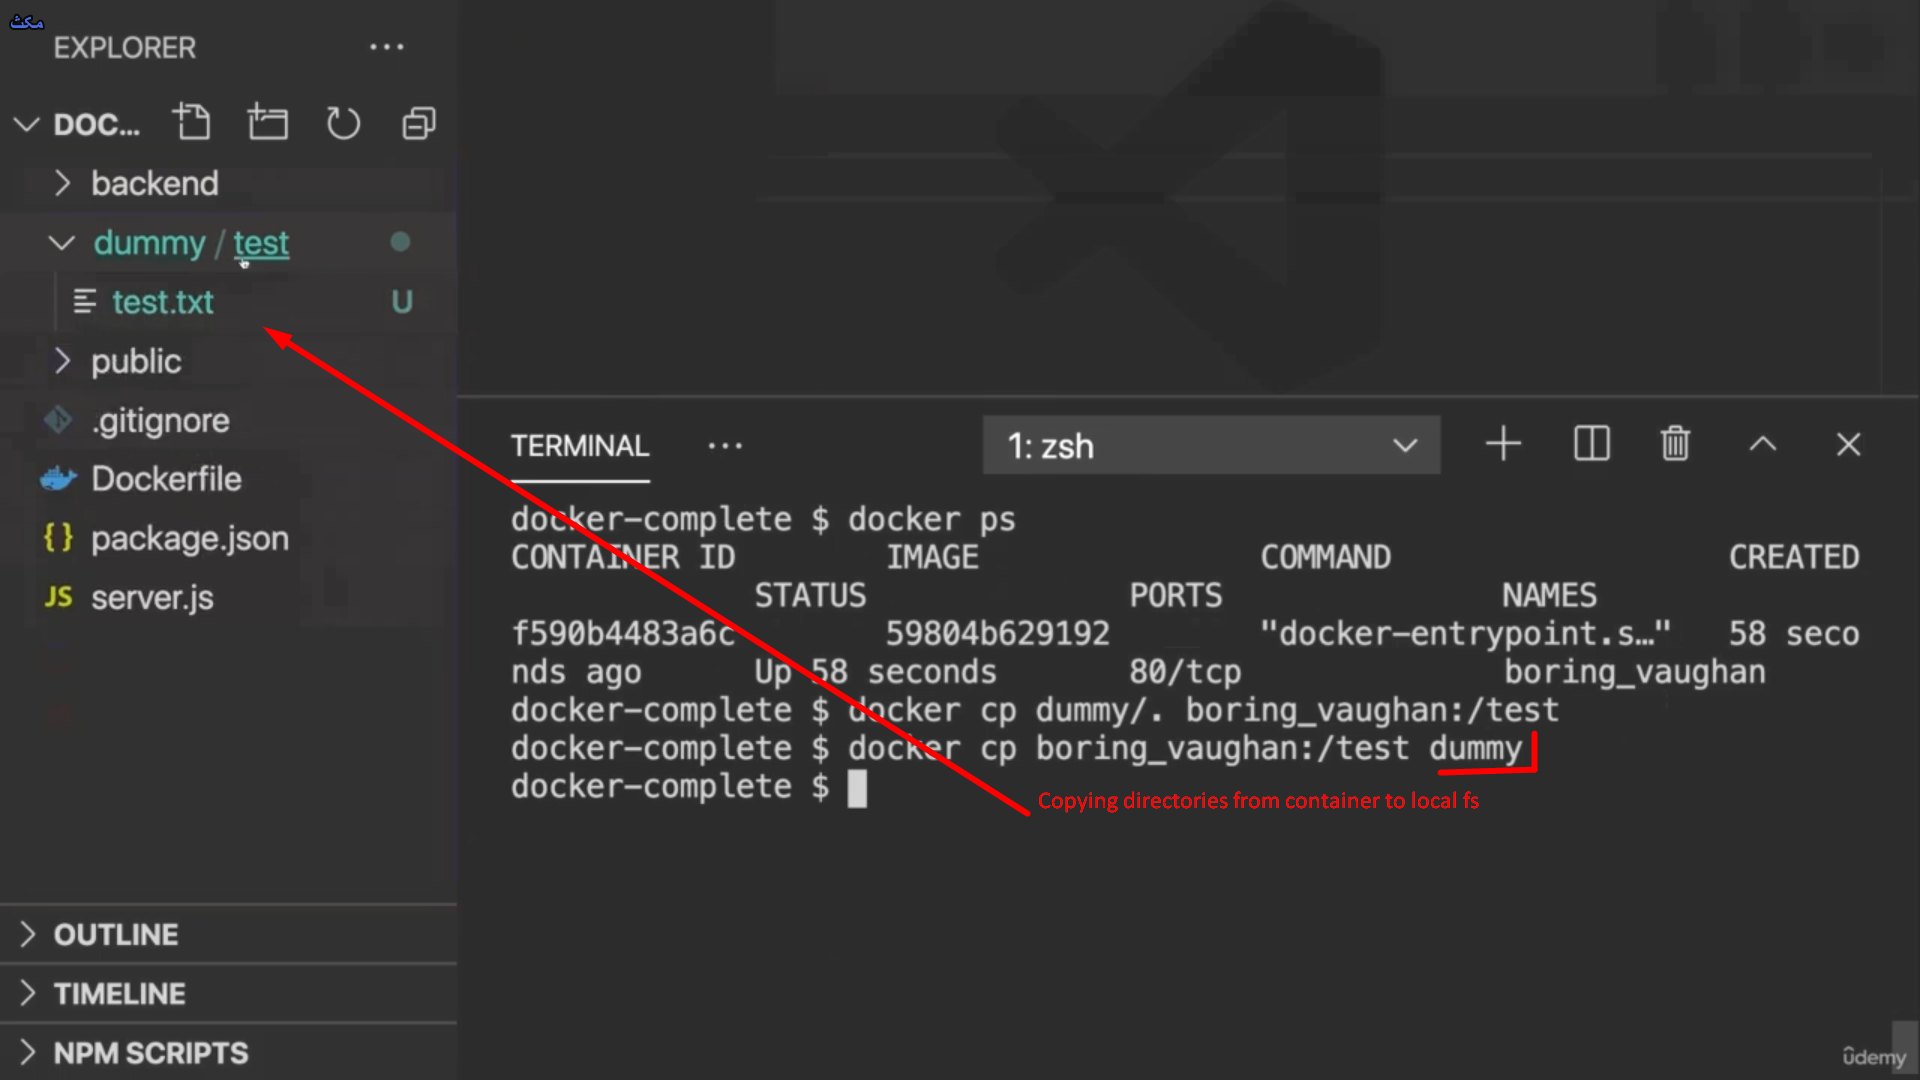 مكث
EXPLORER
DOC...
backend
dummy / test
test.txt U
public
.gitignore
Dockerfile
{} package.json
JS server.js
OUTLINE
TIMELINE
NPM SCRIPTS
TERMINAL
1: zsh
docker-complete $ docker ps
CONTAINER ID IMAGE COMMAND CREATED
STATUS PORTS NAMES
f590b4483a6c 59804b629192 "docker-entrypoint.s…" 58 seco
nds ago Up 58 seconds 80/tcp boring_vaughan
docker-complete $ docker cp dummy/. boring_vaughan:/test
docker-complete $ docker cp boring_vaughan:/test dummy
docker-complete $
Copying directories from container to local fs
ûdemy